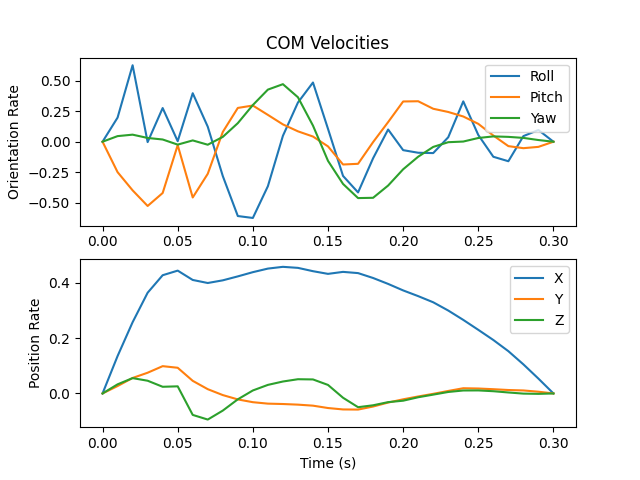 COM Velocities
Orientation Rate
0.50
0.25
0.00
−0.25
−0.50
Roll
Pitch
Yaw
0.00 0.05 0.10 0.15 0.20 0.25 0.30
Position Rate
0.4
0.2
0.0
X
Y
Z
0.00 0.05 0.10 0.15 0.20 0.25 0.30
Time (s)